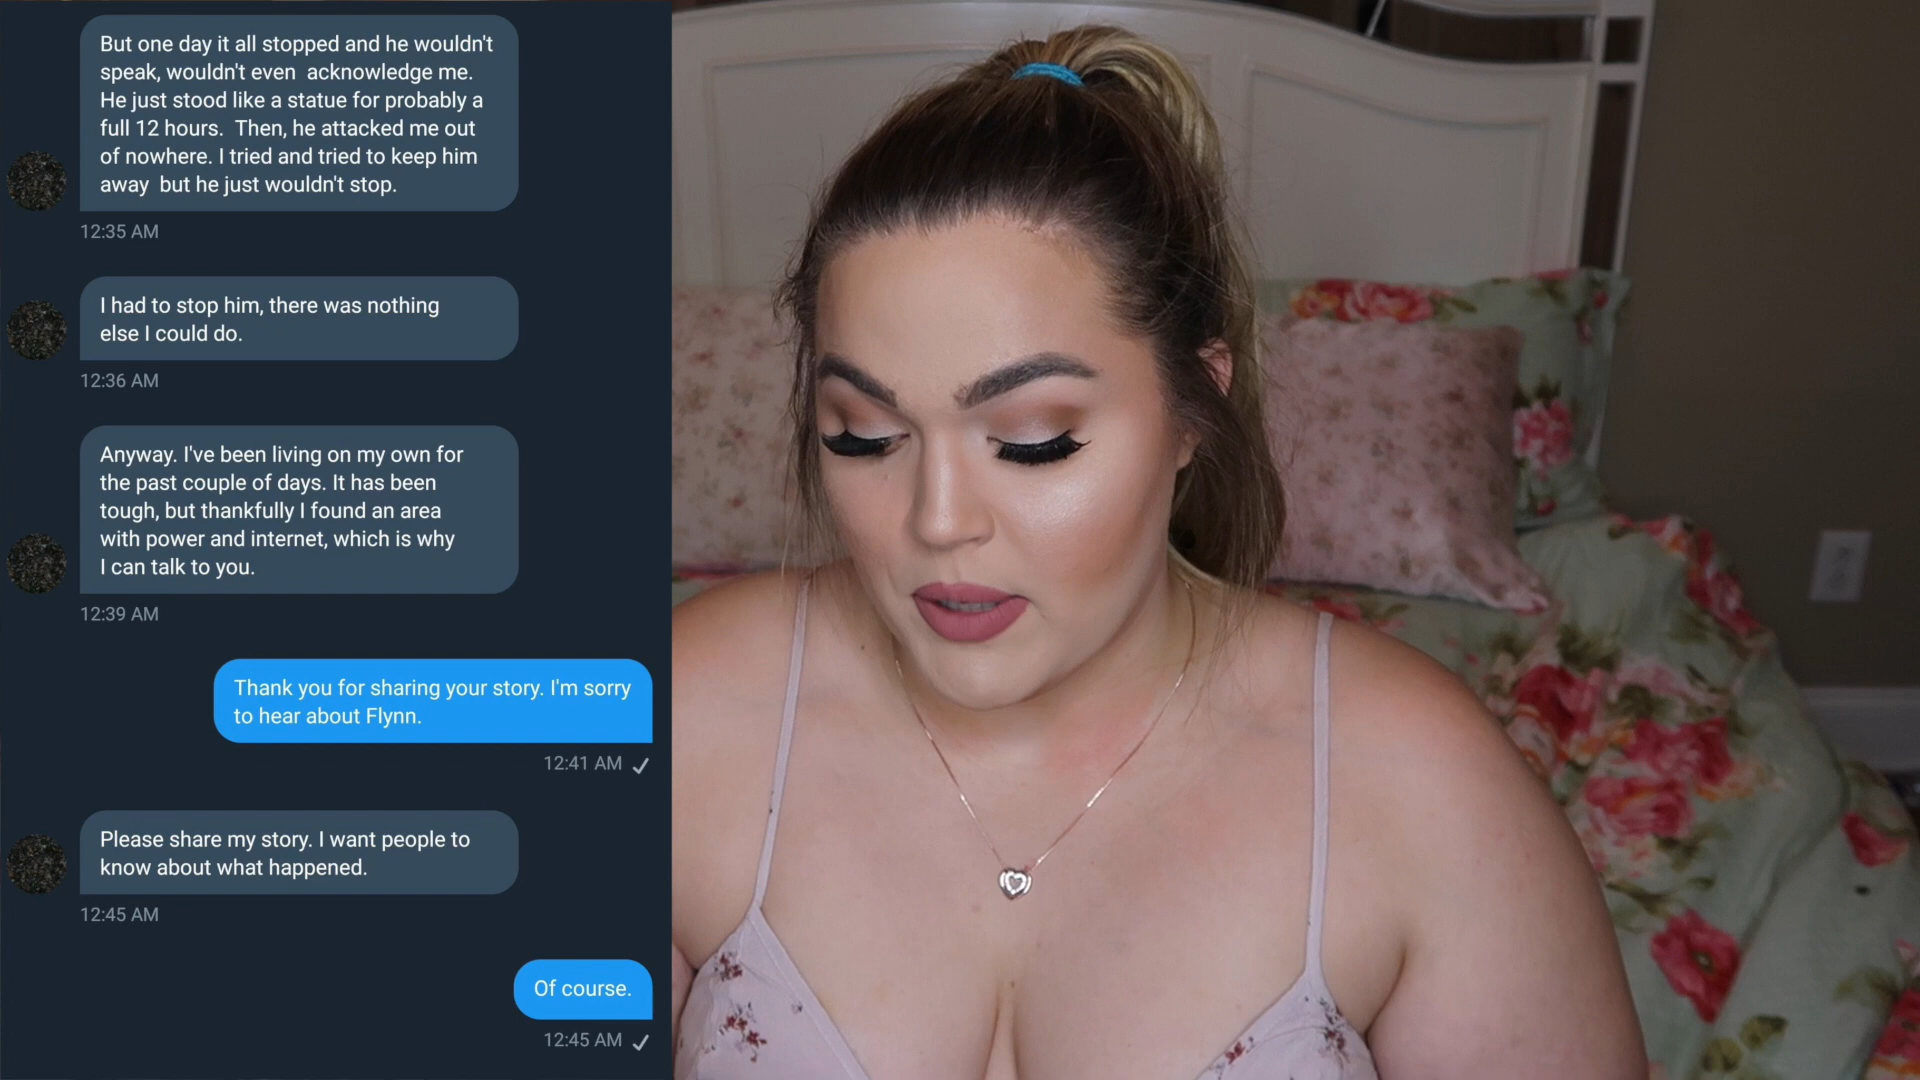 But one day it all stopped and he wouldn't
speak, wouldn't even  acknowledge me.
He just stood like a statue for probably a
full 12 hours.  Then, he attacked me out
of nowhere. I tried and tried to keep him
away  but he just wouldn't stop.
12:35 AM
I had to stop him, there was nothing
else I could do.
12:36 AM
Anyway. I've been living on my own for
the past couple of days. It has been
tough, but thankfully I found an area
with power and internet, which is why
I can talk to you.
12:39 AM
Thank you for sharing your story. I'm sorry
to hear about Flynn.
12:41 AM
Please share my story. I want people to
know about what happened.
12:45 AM
Of course.
12:45 AM